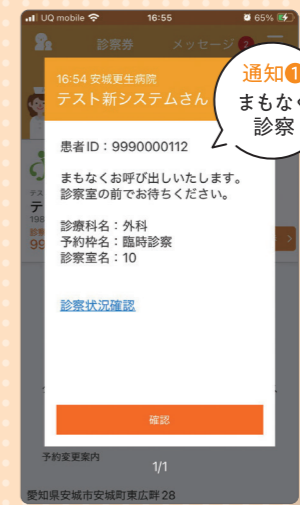 UQ mobile
16:55
65%
診察券
メッセージ
2
16:54 安城更生病院
テスト新システムさん
通知❶
まもなく
診察
患者ID：9990000112
まもなくお呼び出しいたします。
診察室の前でお待ちください。
診療科名：外科
予約枠名：臨時診察
診察室名：10
診察状況確認
確認
予約変更案内
1/1
愛知県安城市安城町東広畔28